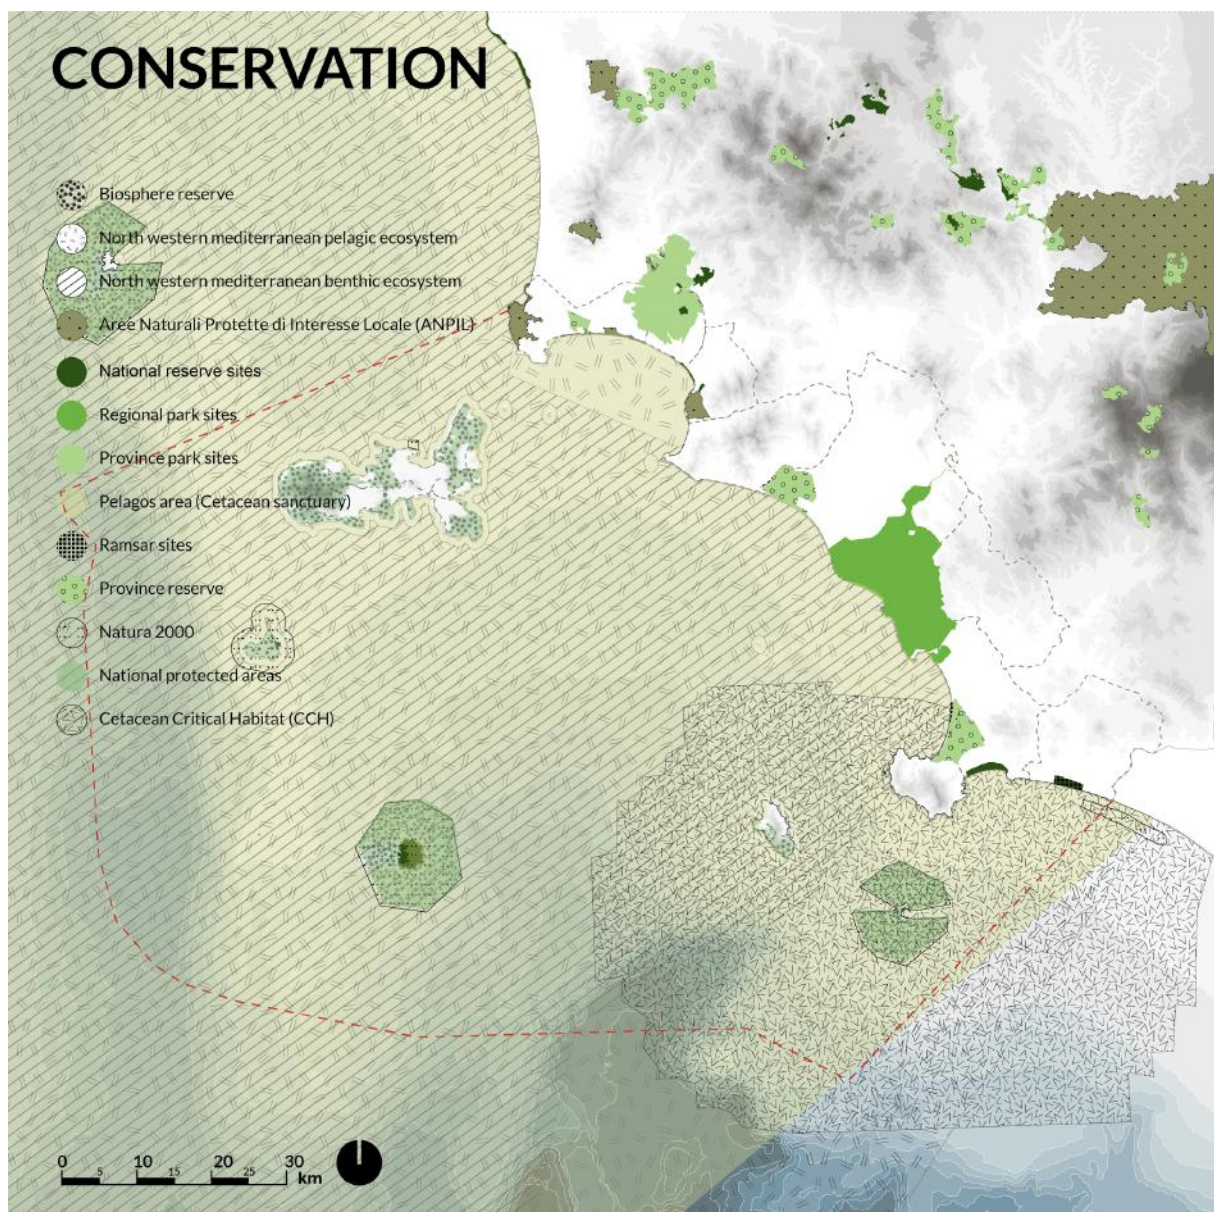 CONSERVATION
Biosphere reserve
North western mediterranean pelagic ecosystem
North western mediterranean benthic ecosystem
Aree Naturali Protette di Interesse Locale (ANPIL)
National reserve sites
Regional park sites
Province park sites
Pelagos area (Cetacean sanctuary)
Ramsar sites
Province reserve
Natura 2000
National protected areas
Cetacean Critical Habitat (CCH)
0 10 20 30
5 15 25 km